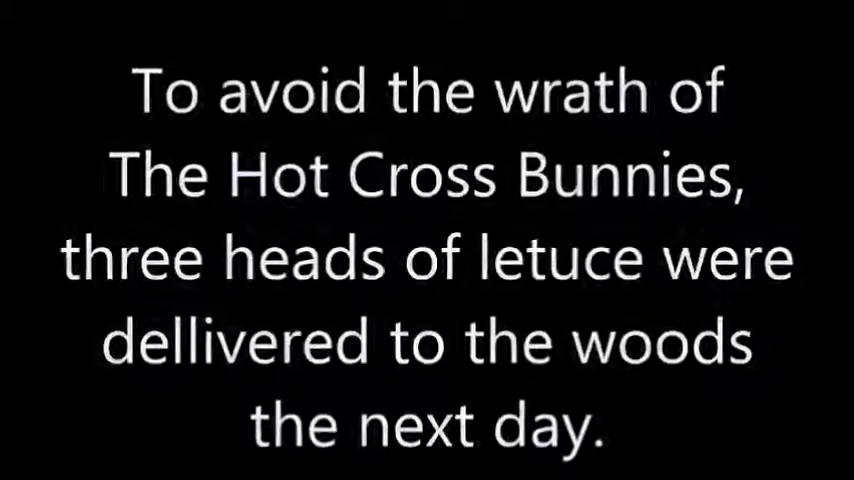 To avoid the wrath of
The Hot Cross Bunnies,
three heads of letuce were
dellivered to the woods
the next day.